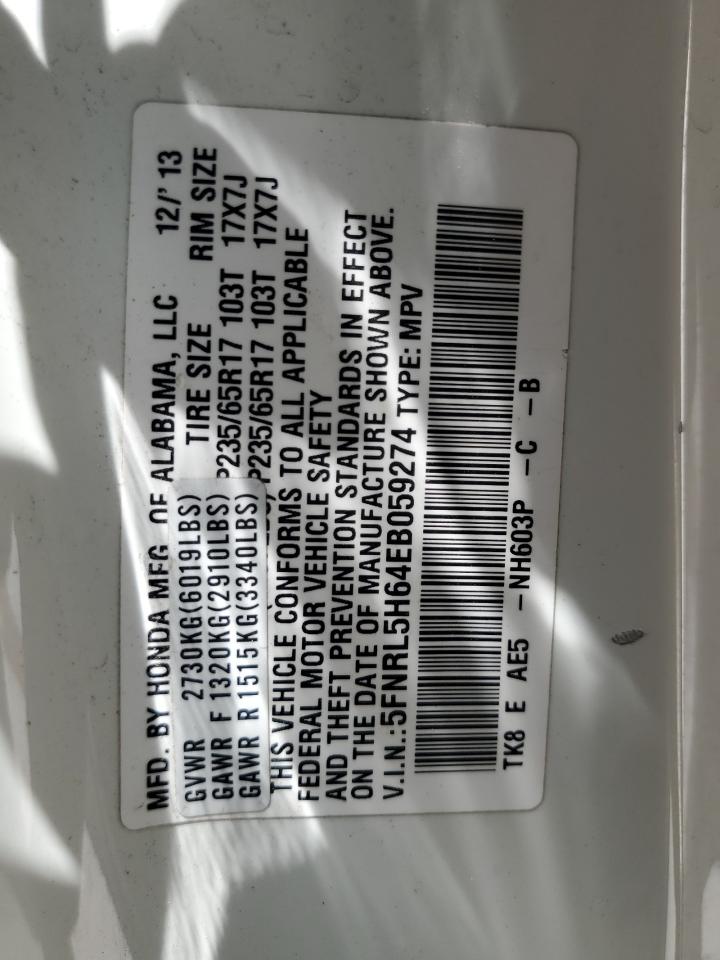 MFD. BY HONDA MFG. OF ALABAMA, LLC 12/' 13
TIRE SIZE RIM SIZE
GVWR 2730KG(6019LBS)
GAWR F 1320KG(2910LBS) P235/65R17 103T 17X7J
GAWR R 1515KG(3340LBS) P235/65R17 103T 17X7J
THIS VEHICLE CONFORMS TO ALL APPLICABLE
FEDERAL MOTOR VEHICLE SAFETY
AND THEFT PREVENTION STANDARDS IN EFFECT
ON THE DATE OF MANUFACTURE SHOWN ABOVE.
V.I.N.:5FNRL5H64EB059274 TYPE: MPV
TK8 E AE5 -NH603P -C -B